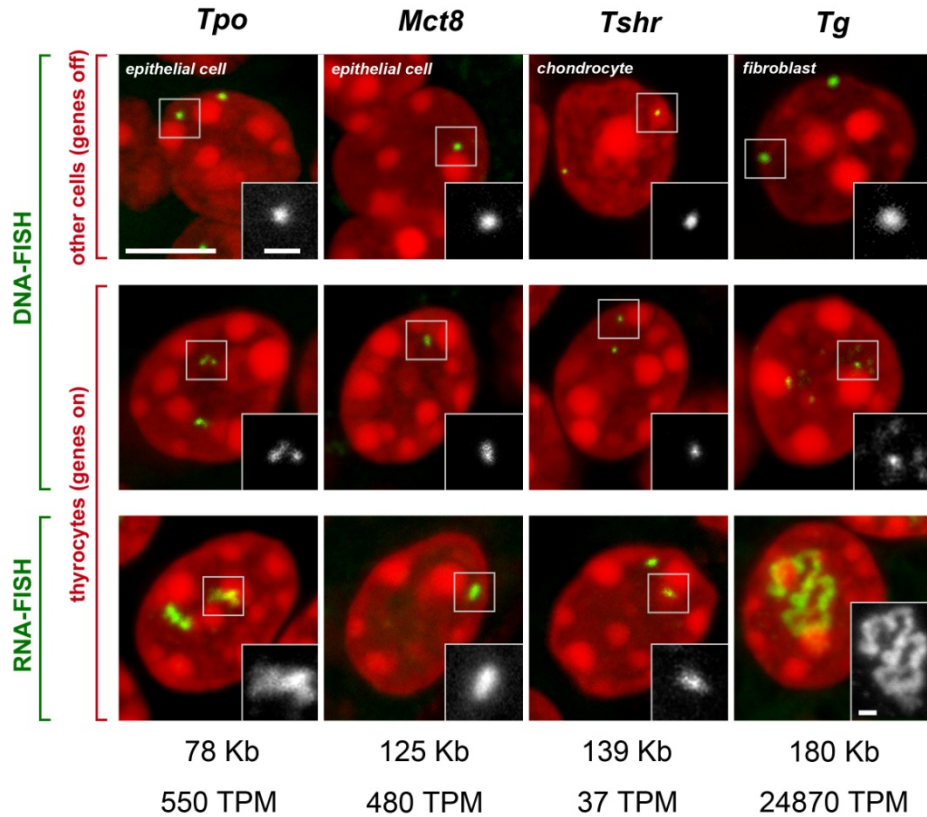 Tpo Mct8 Tshr Tg
DNA-FISH
other cells (genes off)
epithelial cell epithelial cell chondrocyte fibroblast
thyrocytes (genes on)
RNA-FISH
78 Kb 125 Kb 139 Kb 180 Kb
550 TPM 480 TPM 37 TPM 24870 TPM